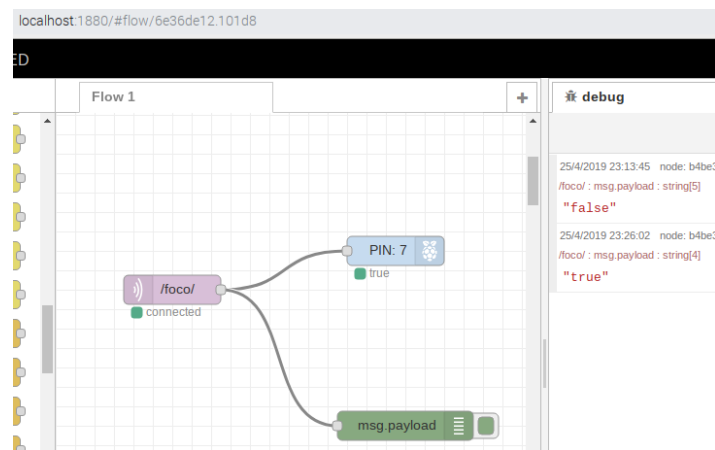 localhost:1880/#flow/6e36de12.101d8
ED
Flow 1
+
debug
25/4/2019 23:13:45 node: b4be3
/foco/ : msg.payload : string[5]
"false"
25/4/2019 23:26:02 node: b4be3
/foco/ : msg.payload : string[4]
"true"
PIN: 7
true
/foco/
connected
msg.payload